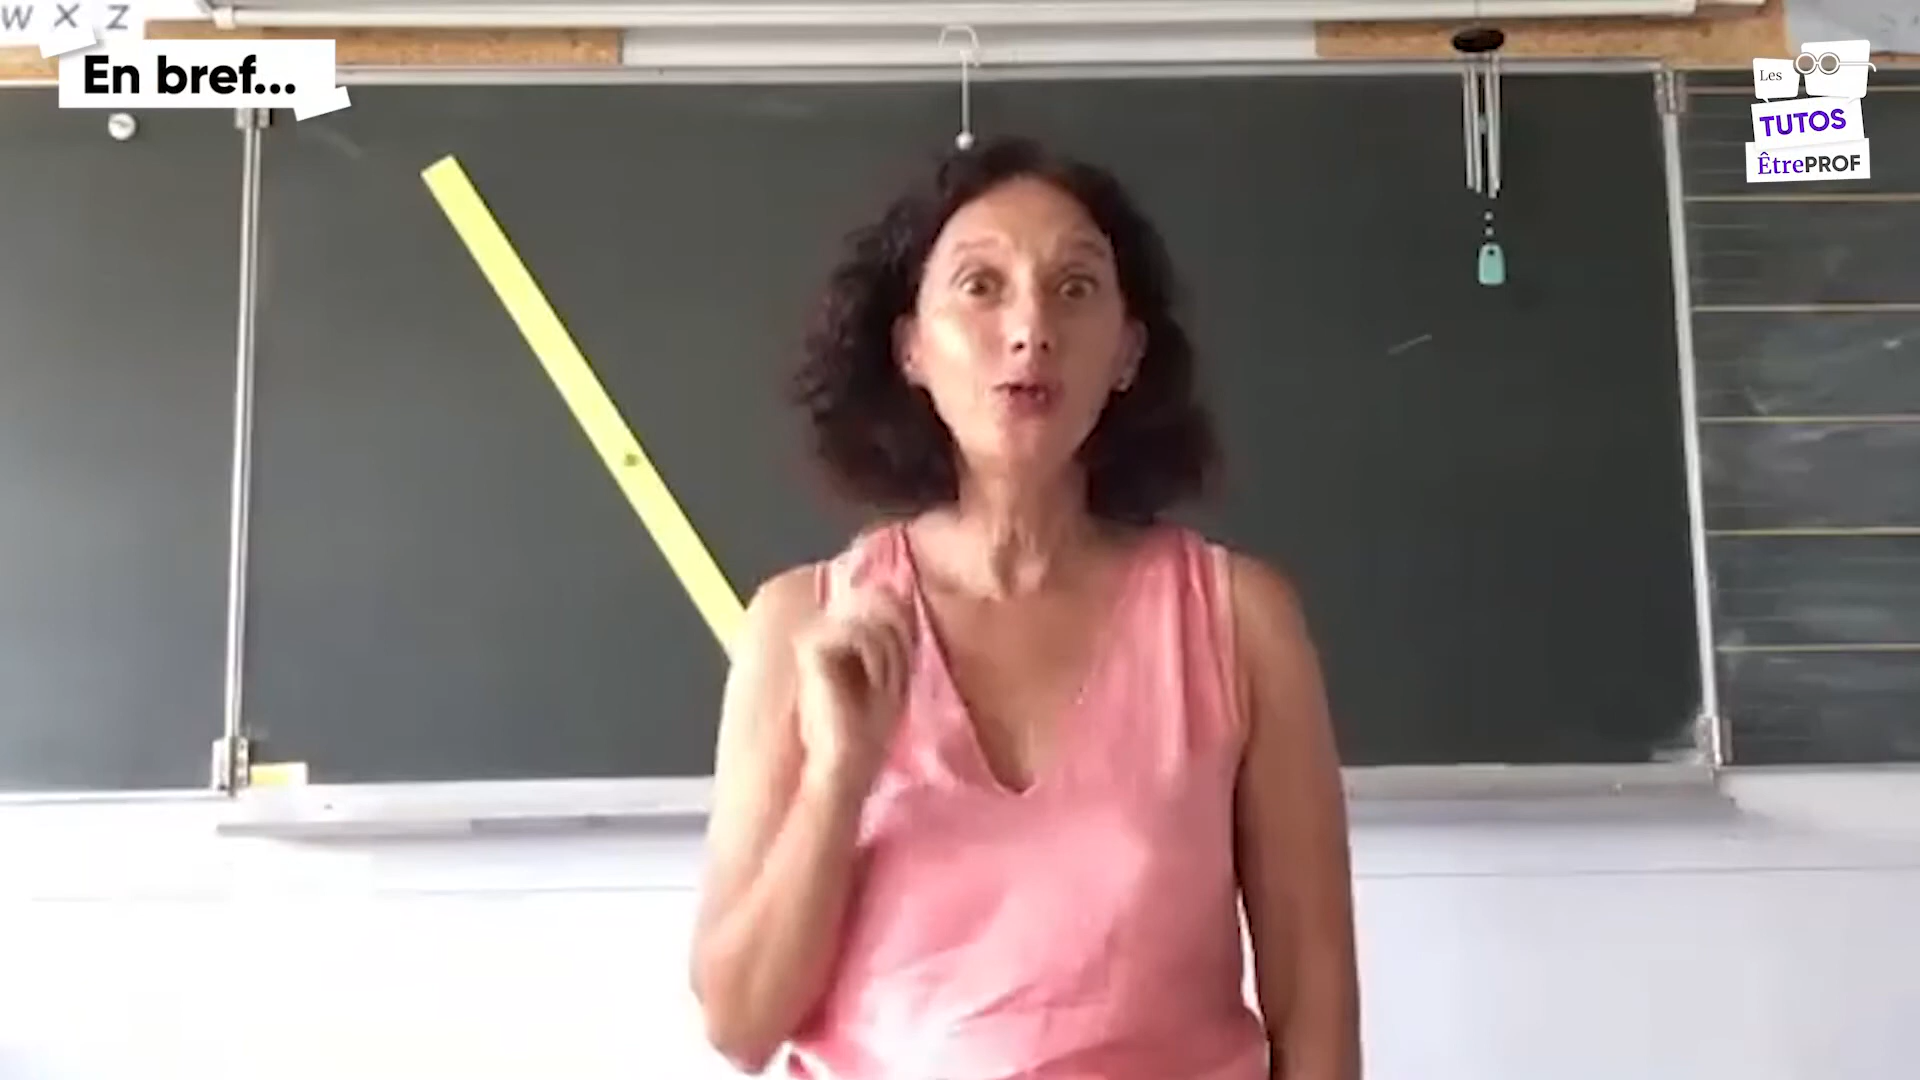 W X Z
En bref...
Les
TUTOS
ÊtrePROF